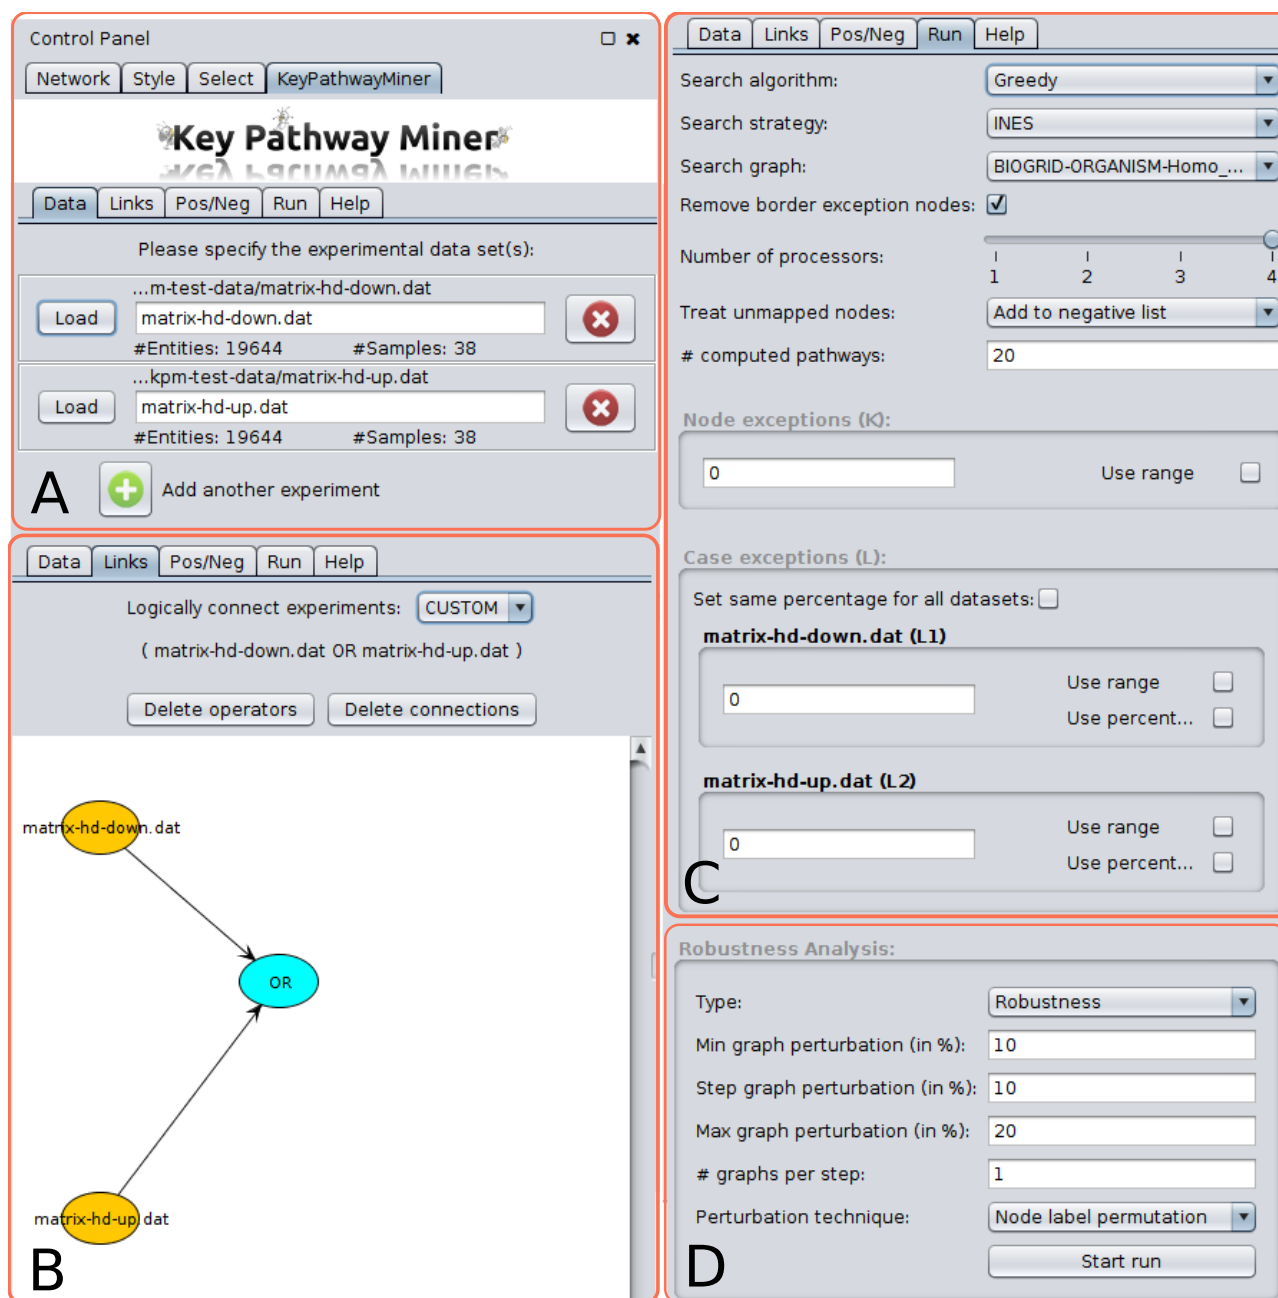 Control Panel
Network Style Select KeyPathwayMiner
Key Pathway Miner
Data Links Pos/Neg Run Help
Please specify the experimental data set(s):
...m-test-data/matrix-hd-down.dat
Load matrix-hd-down.dat
#Entities: 19644 #Samples: 38
...kpm-test-data/matrix-hd-up.dat
Load matrix-hd-up.dat
#Entities: 19644 #Samples: 38
A Add another experiment
Data Links Pos/Neg Run Help
Logically connect experiments: CUSTOM
( matrix-hd-down.dat OR matrix-hd-up.dat )
Delete operators Delete connections
matrix-hd-down.dat
OR
matrix-hd-up.dat
B
Data Links Pos/Neg Run Help
Search algorithm: Greedy
Search strategy: INES
Search graph: BIOGRID-ORGANISM-Homo_...
Remove border exception nodes:
Number of processors:
1 2 3 4
Treat unmapped nodes: Add to negative list
# computed pathways: 20
Node exceptions (K):
0 Use range
Case exceptions (L):
Set same percentage for all datasets:
matrix-hd-down.dat (L1)
Use range
0
Use percent...
matrix-hd-up.dat (L2)
Use range
0
Use percent...
C
Robustness Analysis:
Type: Robustness
Min graph perturbation (in %): 10
Step graph perturbation (in %): 10
Max graph perturbation (in %): 20
# graphs per step: 1
Perturbation technique: Node label permutation
Start run
D